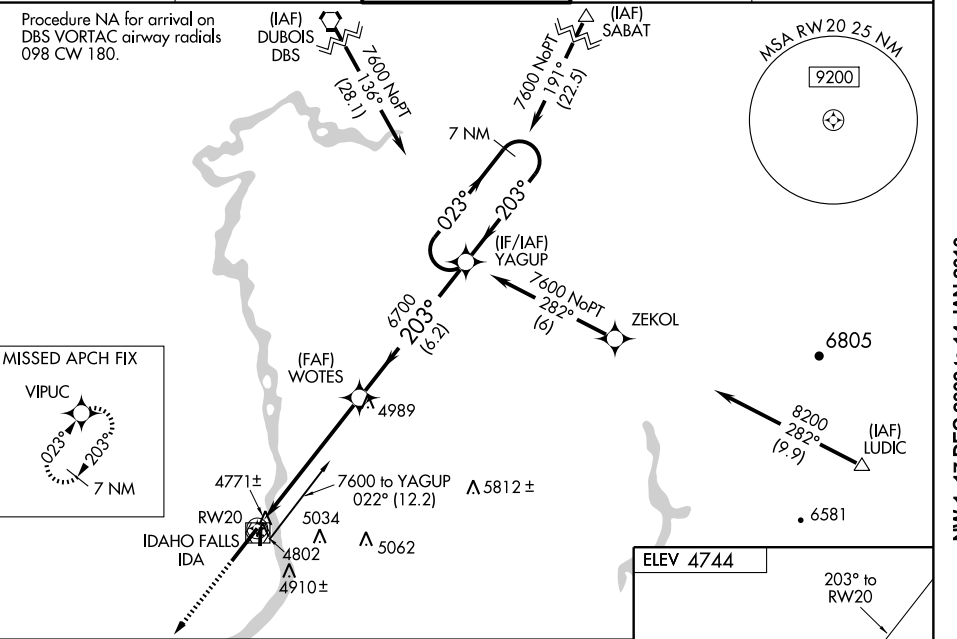 Procedure NA for arrival on
DBS VORTAC airway radials
098 CW 180.
(IAF)
DUBOIS
DBS
7600 NoPT
136°
(28.1)
(IAF)
SABAT
7600 NoPT
191°
(22.5)
MSA RW20 25 NM
9200
7 NM
023°
203°
(IF/IAF)
YAGUP
7600 NoPT
282°
(6)
ZEKOL
6700
203°
(6.2)
6805
MISSED APCH FIX
VIPUC
023°
203°
7 NM
(FAF)
WOTES
4989
8200
282°
(9.9)
(IAF)
LUDIC
4771±
7600 to YAGUP
022° (12.2)
5812±
RW20
5034
6581
IDAHO FALLS
IDA
4802
5062
4910±
ELEV 4744
203° to
RW20